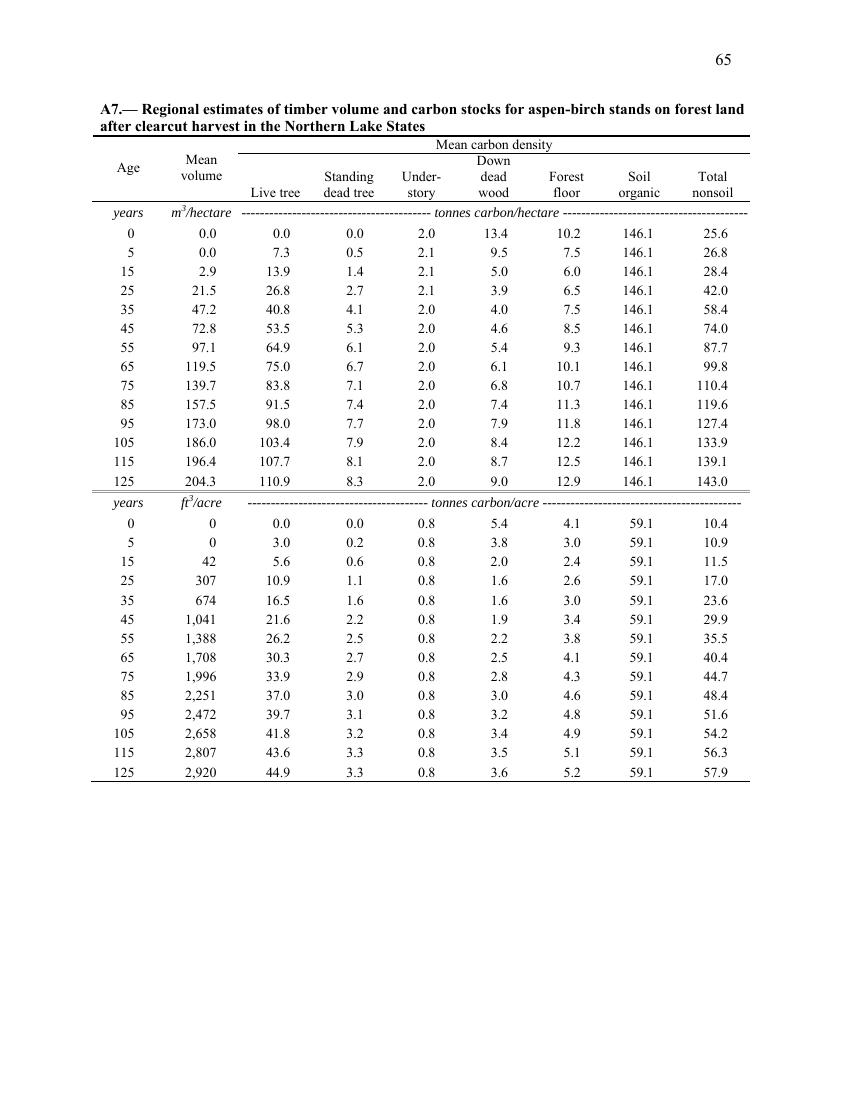 65
A7.— Regional estimates of timber volume and carbon stocks for aspen-birch stands on forest land
after clearcut harvest in the Northern Lake States
Age Mean volume Mean carbon density
Live tree Standing dead tree Under-story Down dead wood Forest floor Soil organic Total nonsoil
years m³/hectare ----------------------------------------- tonnes carbon/hectare ----------------------------------------
0 0.0 0.0 0.0 2.0 13.4 10.2 146.1 25.6
5 0.0 7.3 0.5 2.1 9.5 7.5 146.1 26.8
15 2.9 13.9 1.4 2.1 5.0 6.0 146.1 28.4
25 21.5 26.8 2.7 2.1 3.9 6.5 146.1 42.0
35 47.2 40.8 4.1 2.0 4.0 7.5 146.1 58.4
45 72.8 53.5 5.3 2.0 4.6 8.5 146.1 74.0
55 97.1 64.9 6.1 2.0 5.4 9.3 146.1 87.7
65 119.5 75.0 6.7 2.0 6.1 10.1 146.1 99.8
75 139.7 83.8 7.1 2.0 6.8 10.7 146.1 110.4
85 157.5 91.5 7.4 2.0 7.4 11.3 146.1 119.6
95 173.0 98.0 7.7 2.0 7.9 11.8 146.1 127.4
105 186.0 103.4 7.9 2.0 8.4 12.2 146.1 133.9
115 196.4 107.7 8.1 2.0 8.7 12.5 146.1 139.1
125 204.3 110.9 8.3 2.0 9.0 12.9 146.1 143.0
years ft³/acre --------------------------------------- tonnes carbon/acre -------------------------------------------
0 0 0.0 0.0 0.8 5.4 4.1 59.1 10.4
5 0 3.0 0.2 0.8 3.8 3.0 59.1 10.9
15 42 5.6 0.6 0.8 2.0 2.4 59.1 11.5
25 307 10.9 1.1 0.8 1.6 2.6 59.1 17.0
35 674 16.5 1.6 0.8 1.6 3.0 59.1 23.6
45 1,041 21.6 2.2 0.8 1.9 3.4 59.1 29.9
55 1,388 26.2 2.5 0.8 2.2 3.8 59.1 35.5
65 1,708 30.3 2.7 0.8 2.5 4.1 59.1 40.4
75 1,996 33.9 2.9 0.8 2.8 4.3 59.1 44.7
85 2,251 37.0 3.0 0.8 3.0 4.6 59.1 48.4
95 2,472 39.7 3.1 0.8 3.2 4.8 59.1 51.6
105 2,658 41.8 3.2 0.8 3.4 4.9 59.1 54.2
115 2,807 43.6 3.3 0.8 3.5 5.1 59.1 56.3
125 2,920 44.9 3.3 0.8 3.6 5.2 59.1 57.9